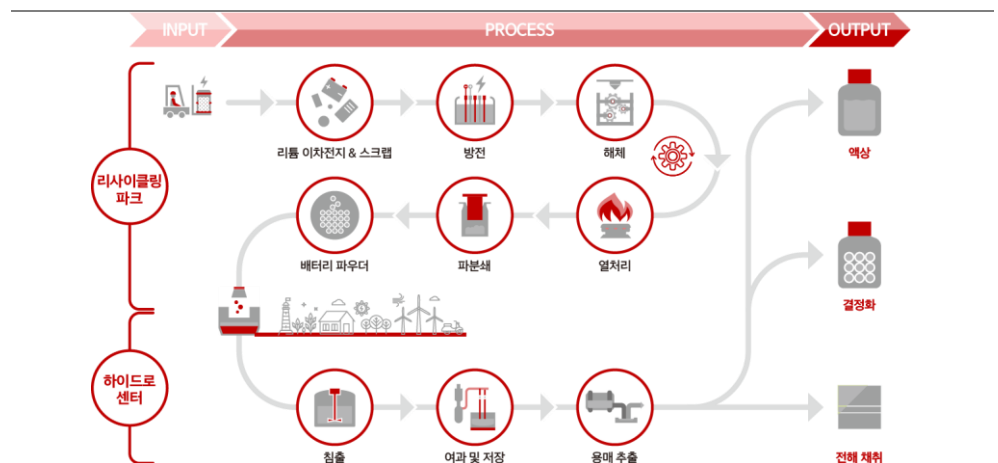 INPUT
PROCESS
OUTPUT
리사이클링
파크
리튬 이차전지 & 스크랩
방전
해체
액상
배터리 파우더
파분쇄
열처리
결정화
하이드로
센터
침출
여과 및 저장
용매 추출
전해 채취